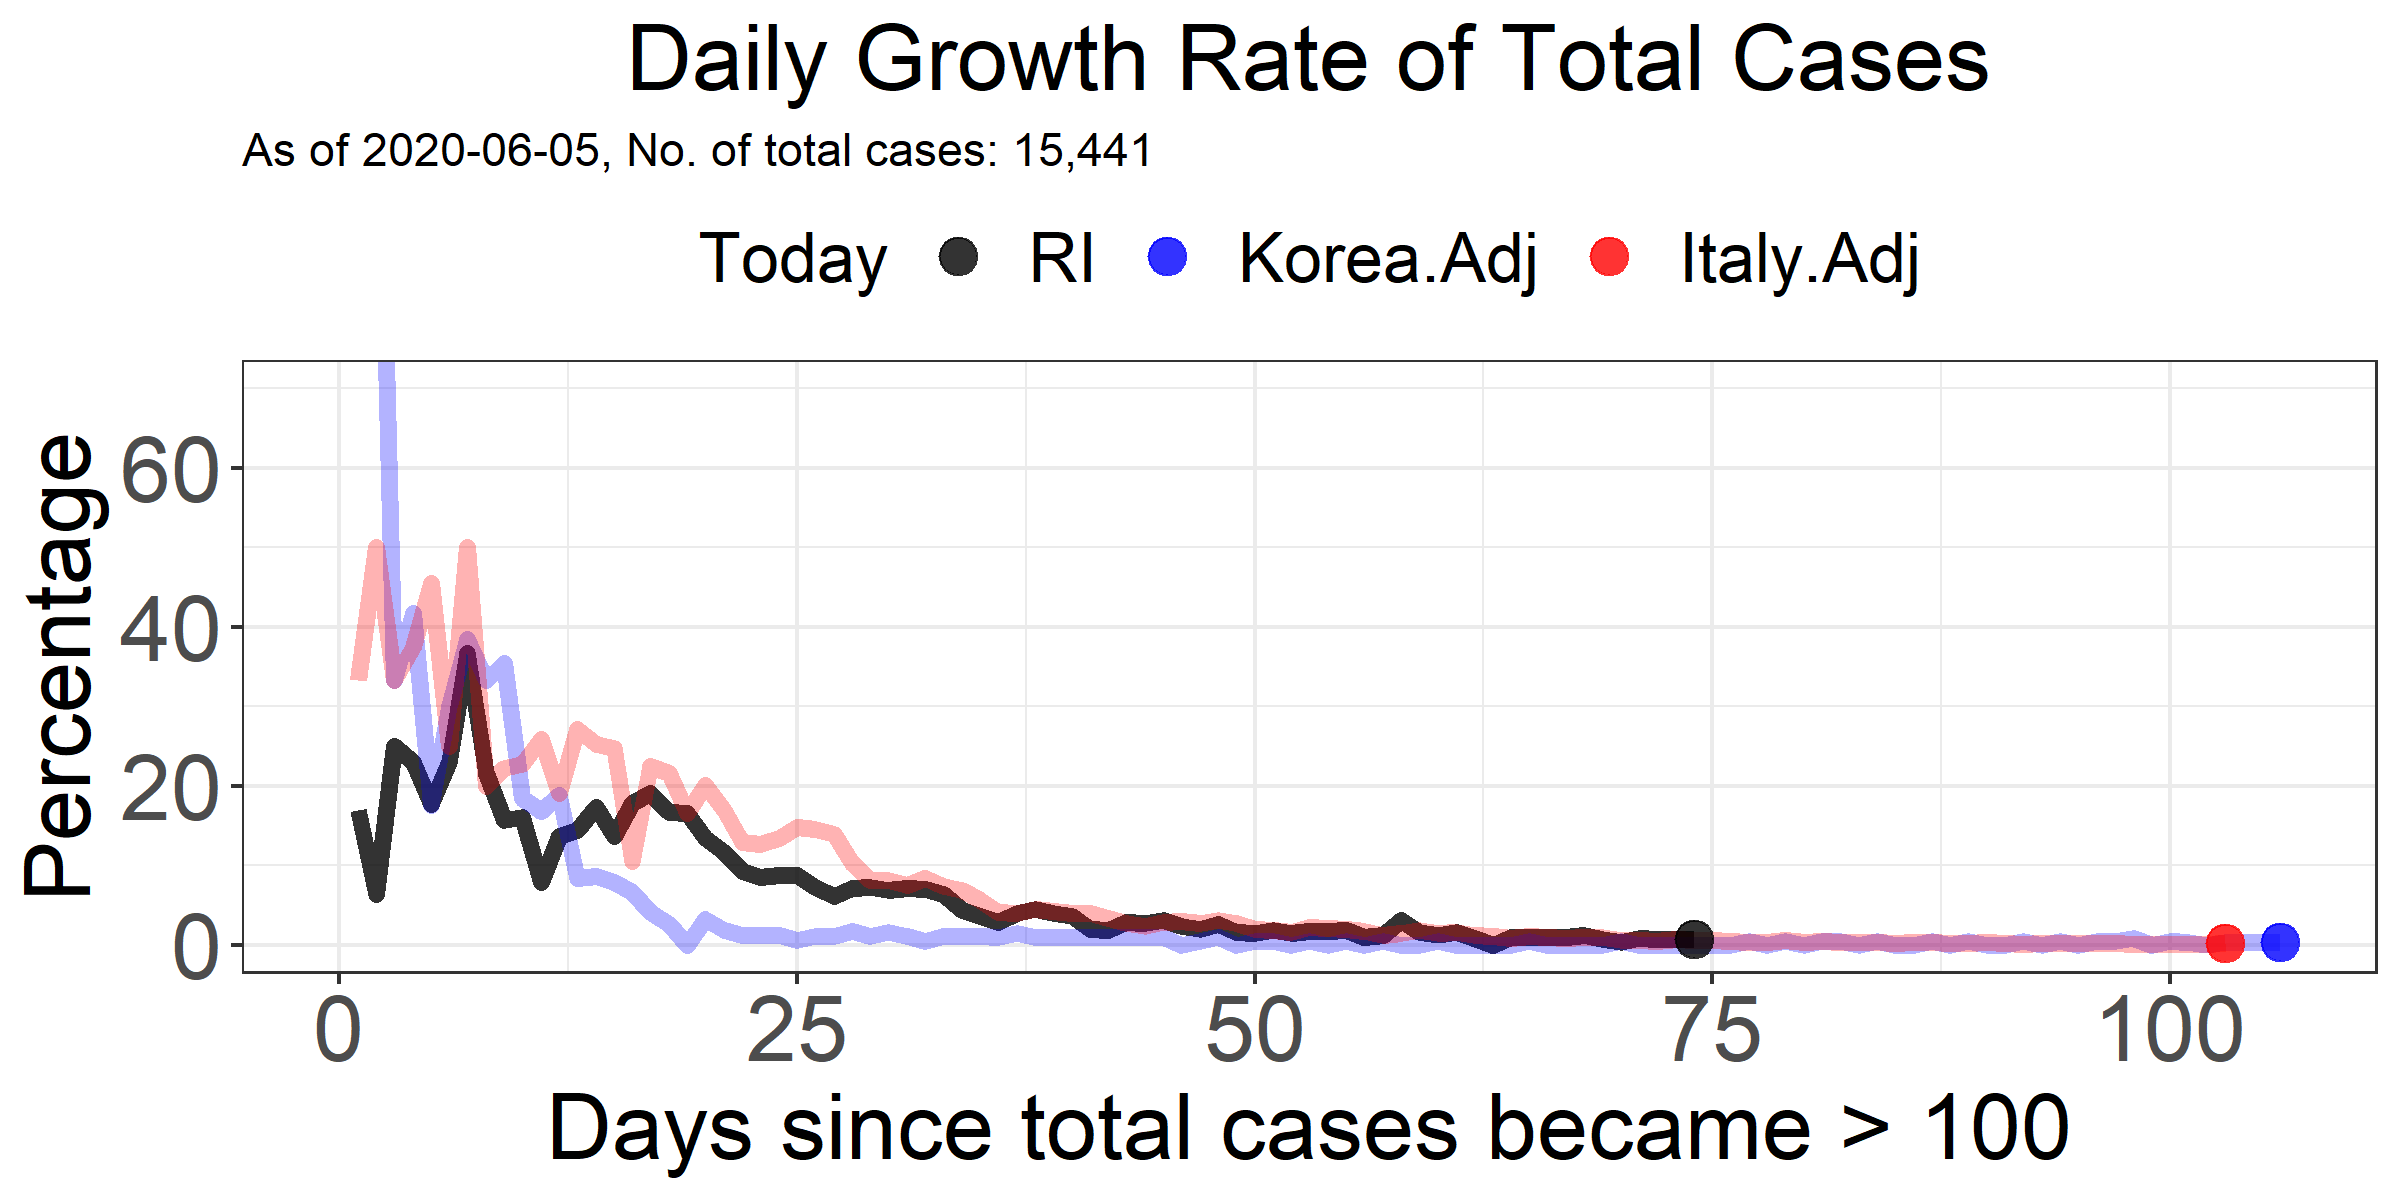 Daily Growth Rate of Total Cases
As of 2020-06-05, No. of total cases: 15,441
Today RI Korea.Adj Italy.Adj
Percentage
60
40
20
0
0 25 50 75 100
Days since total cases became > 100